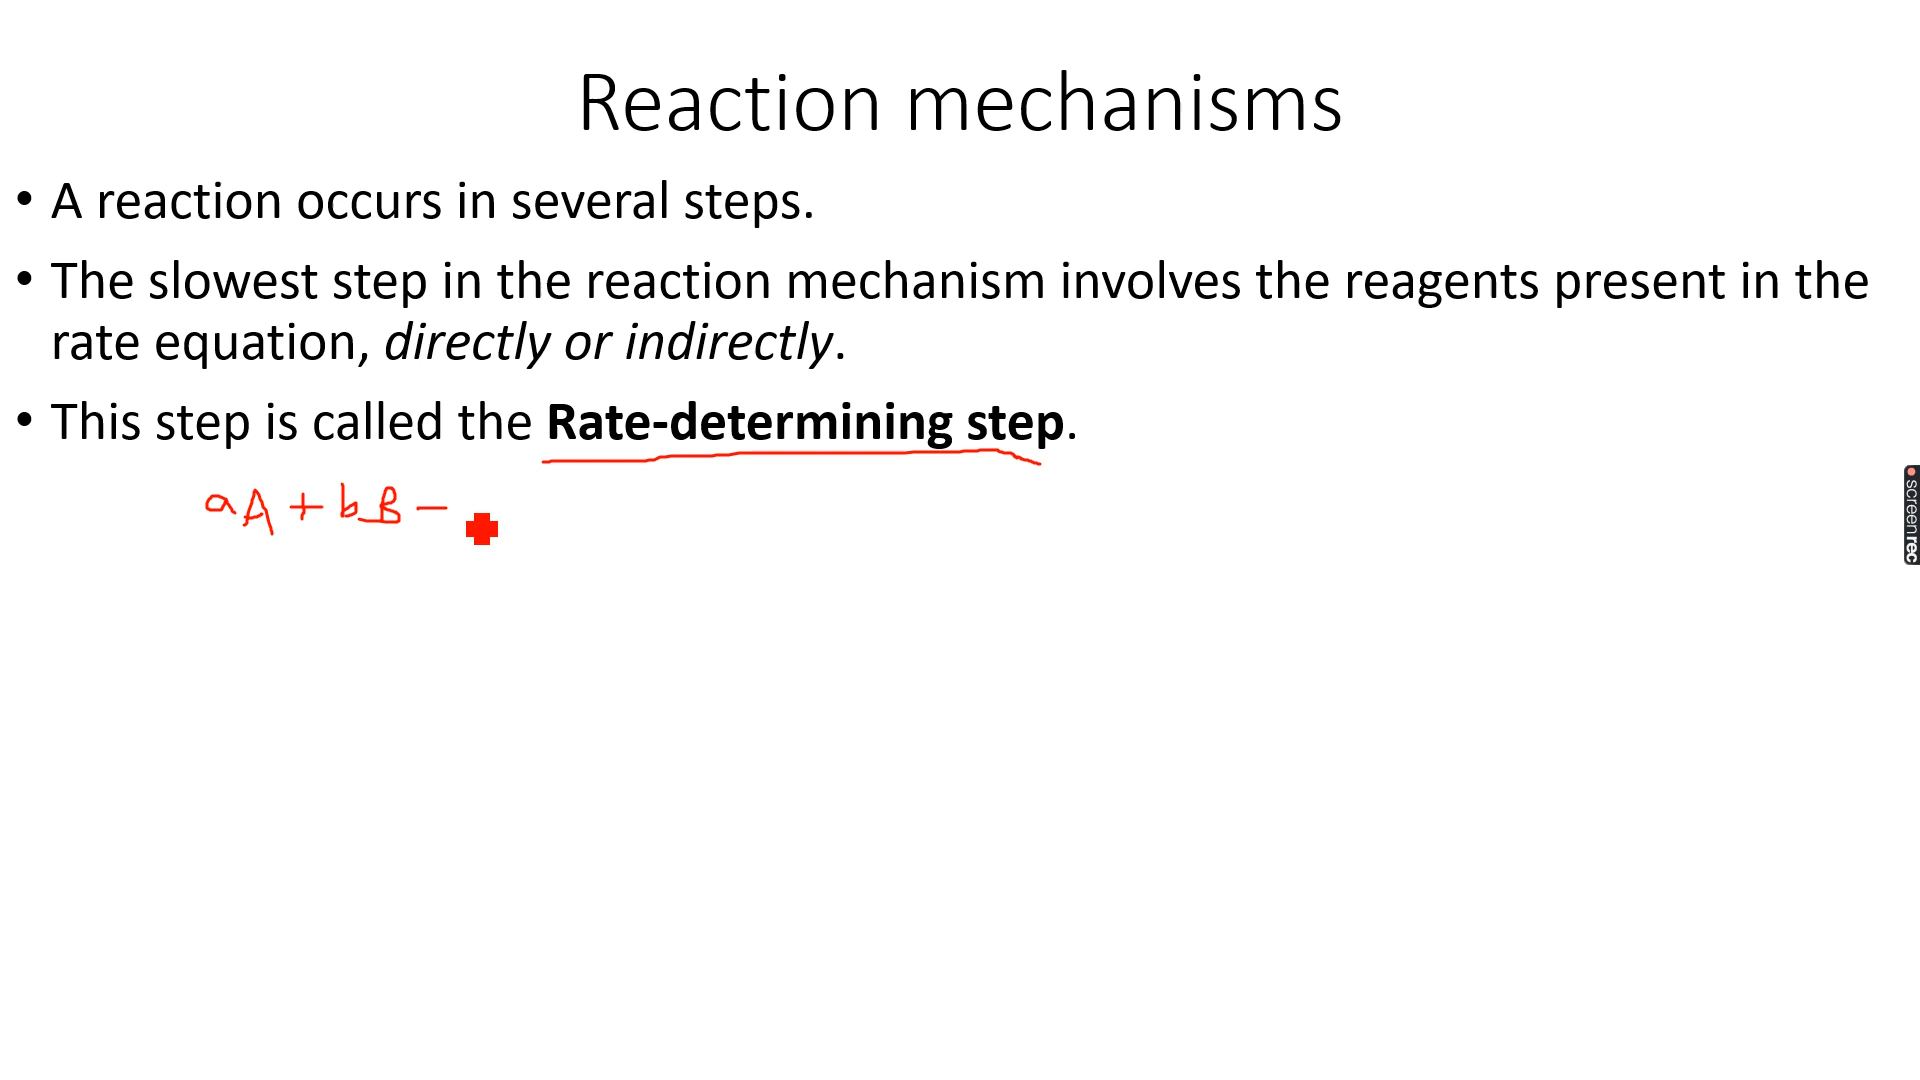 Reaction mechanisms
• A reaction occurs in several steps.
• The slowest step in the reaction mechanism involves the reagents present in the
rate equation, directly or indirectly.
• This step is called the Rate-determining step.
aA + bB –
screenrec